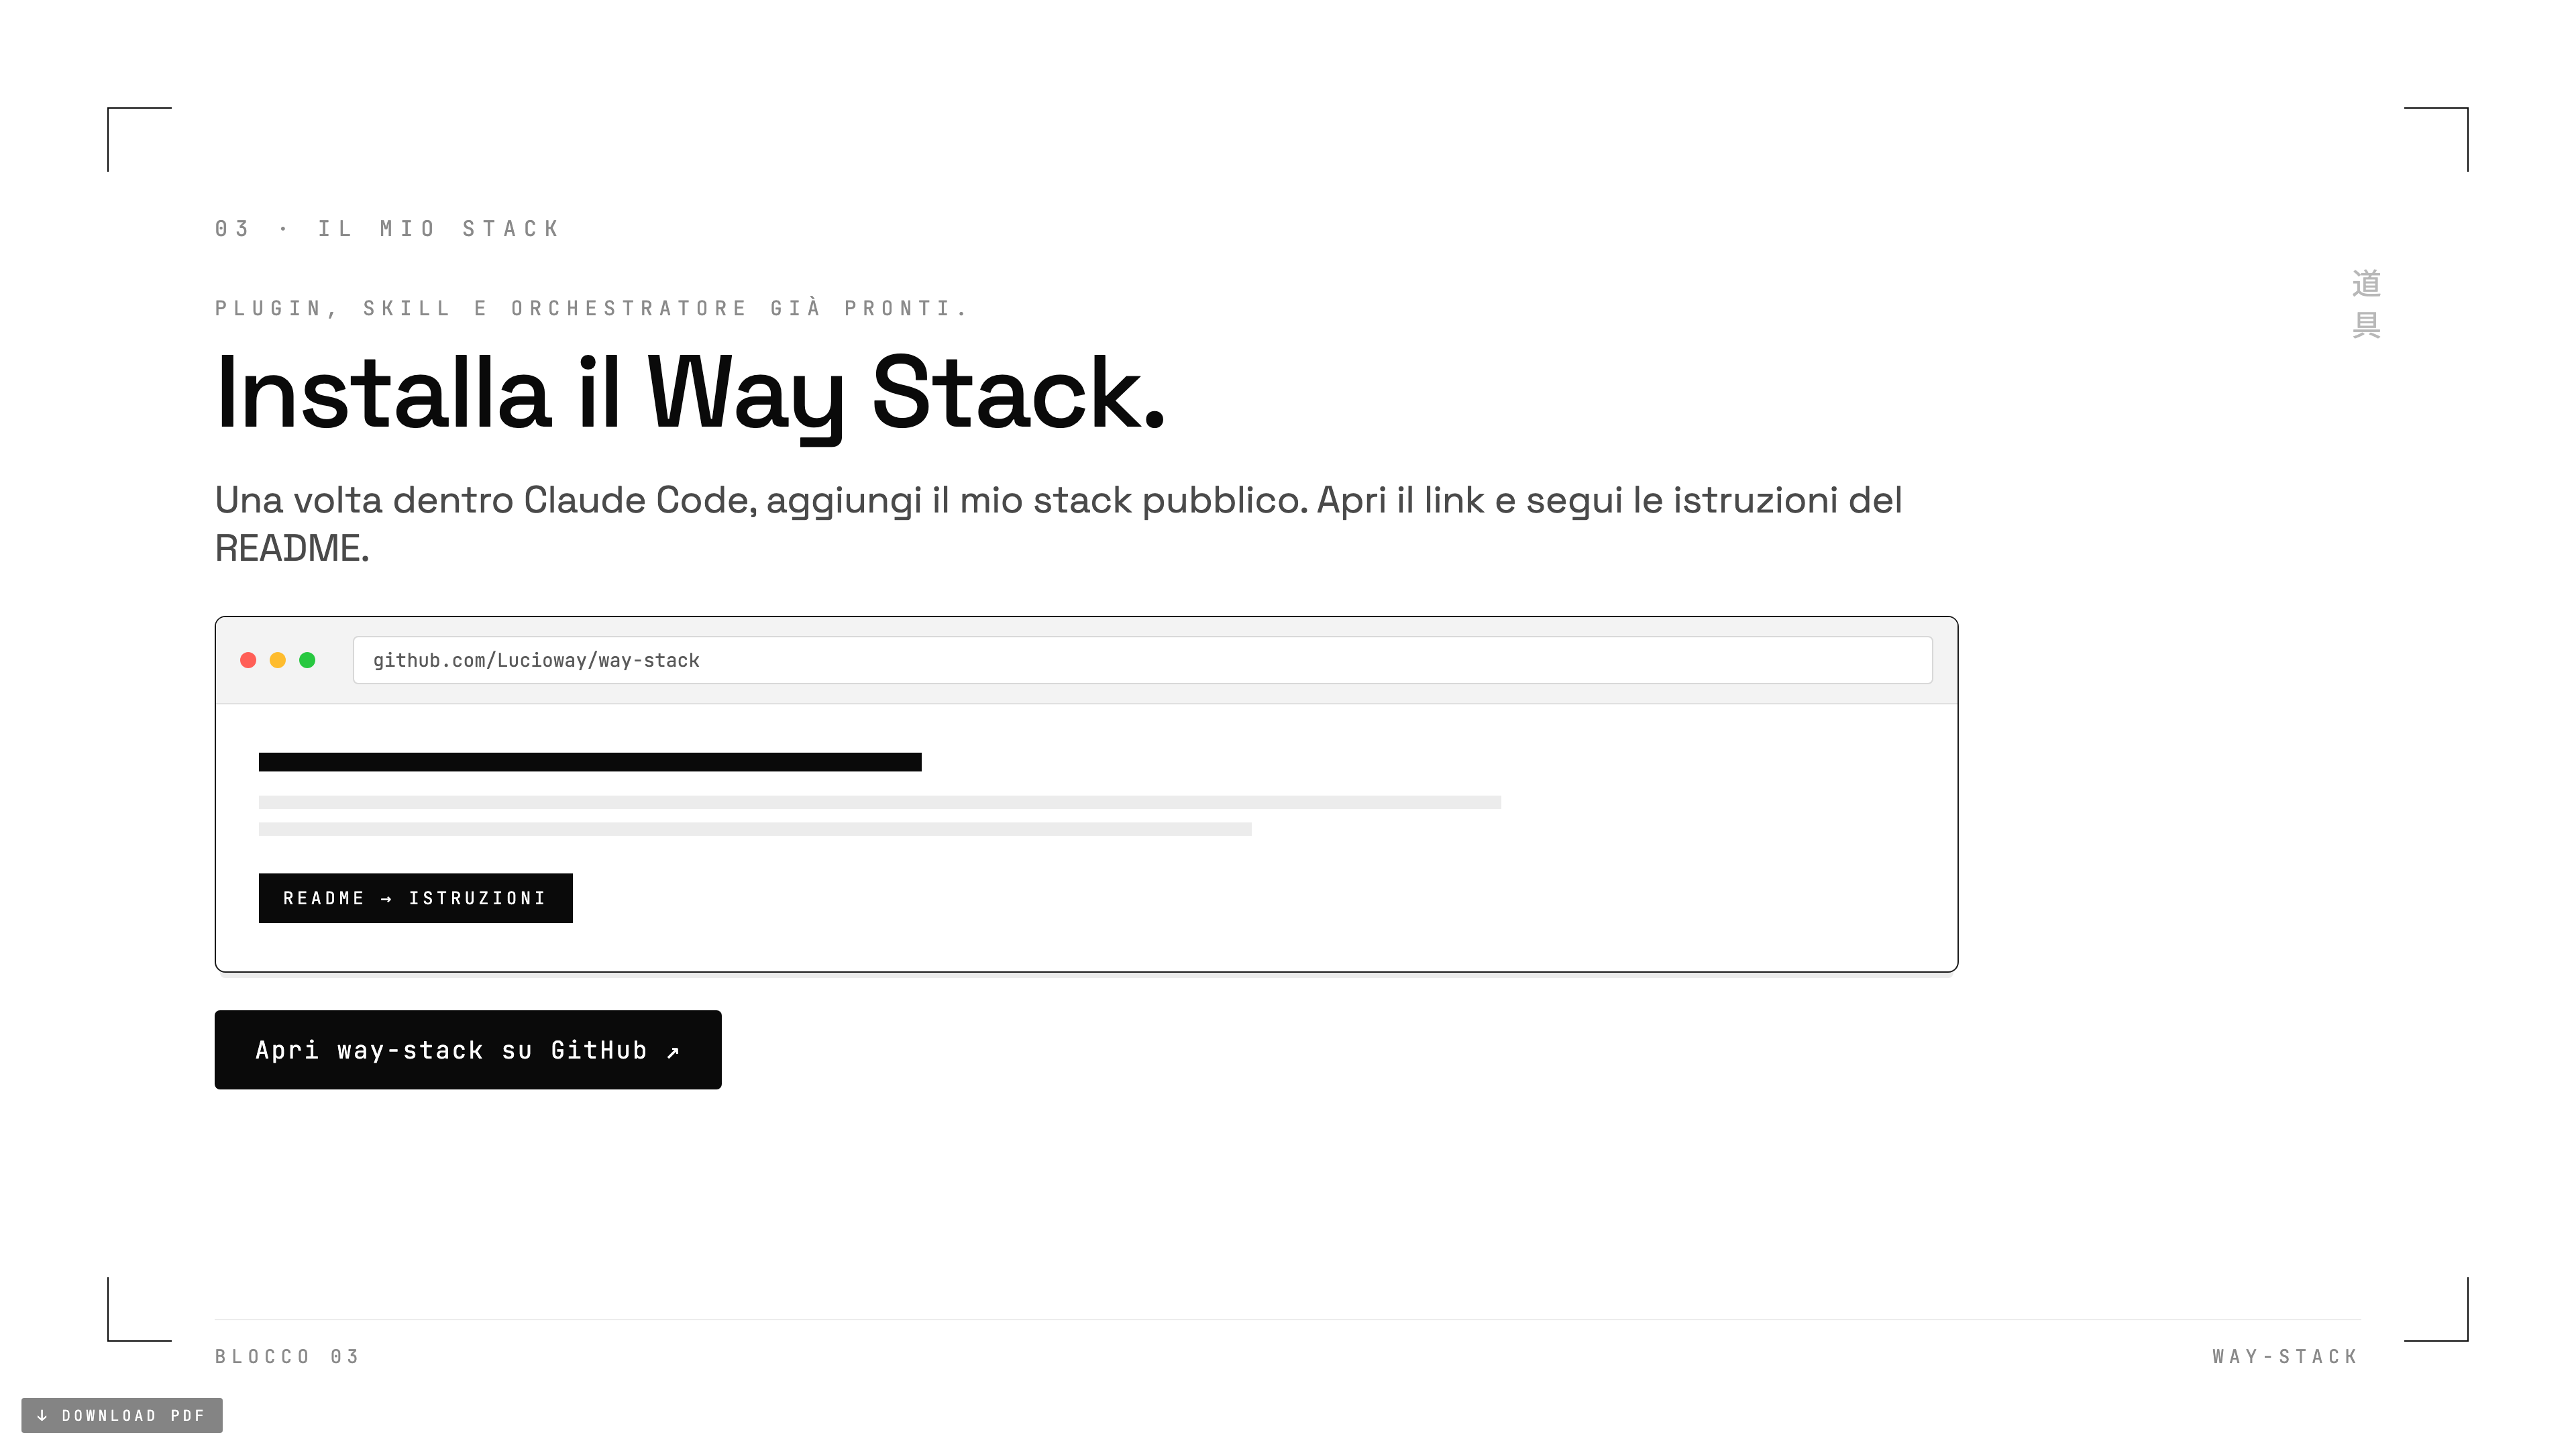 03 · IL MIO STACK
道具
PLUGIN, SKILL E ORCHESTRATORE GIÀ PRONTI.
Installa il Way Stack.
Una volta dentro Claude Code, aggiungi il mio stack pubblico. Apri il link e segui le istruzioni del
README.
github.com/Lucioway/way-stack
README → ISTRUZIONI
Apri way-stack su GitHub ↗
BLOCCO 03
WAY-STACK
↓ DOWNLOAD PDF